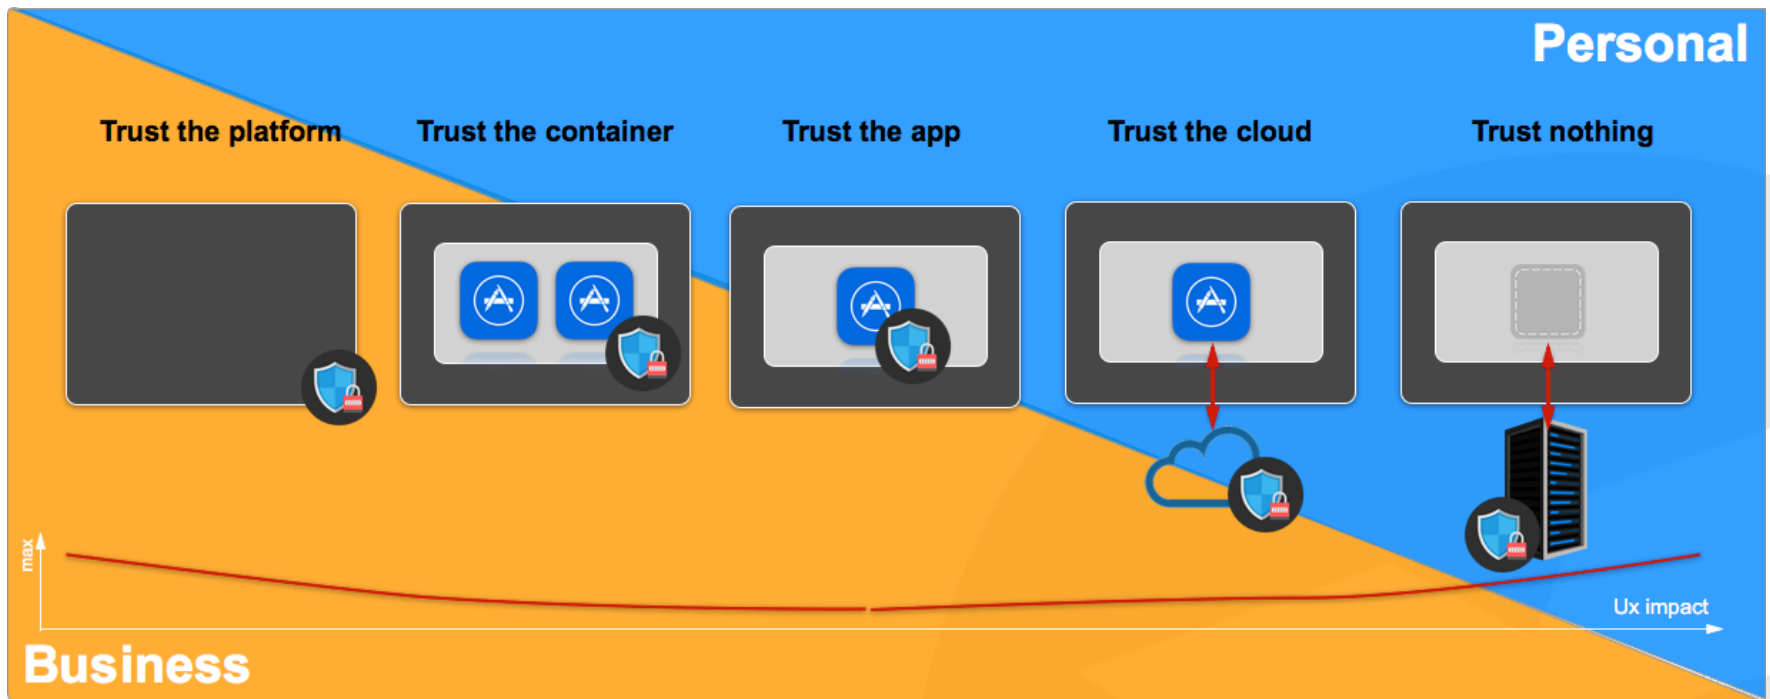 Personal
Trust the platform
Trust the container
Trust the app
Trust the cloud
Trust nothing
max
Ux impact
Business